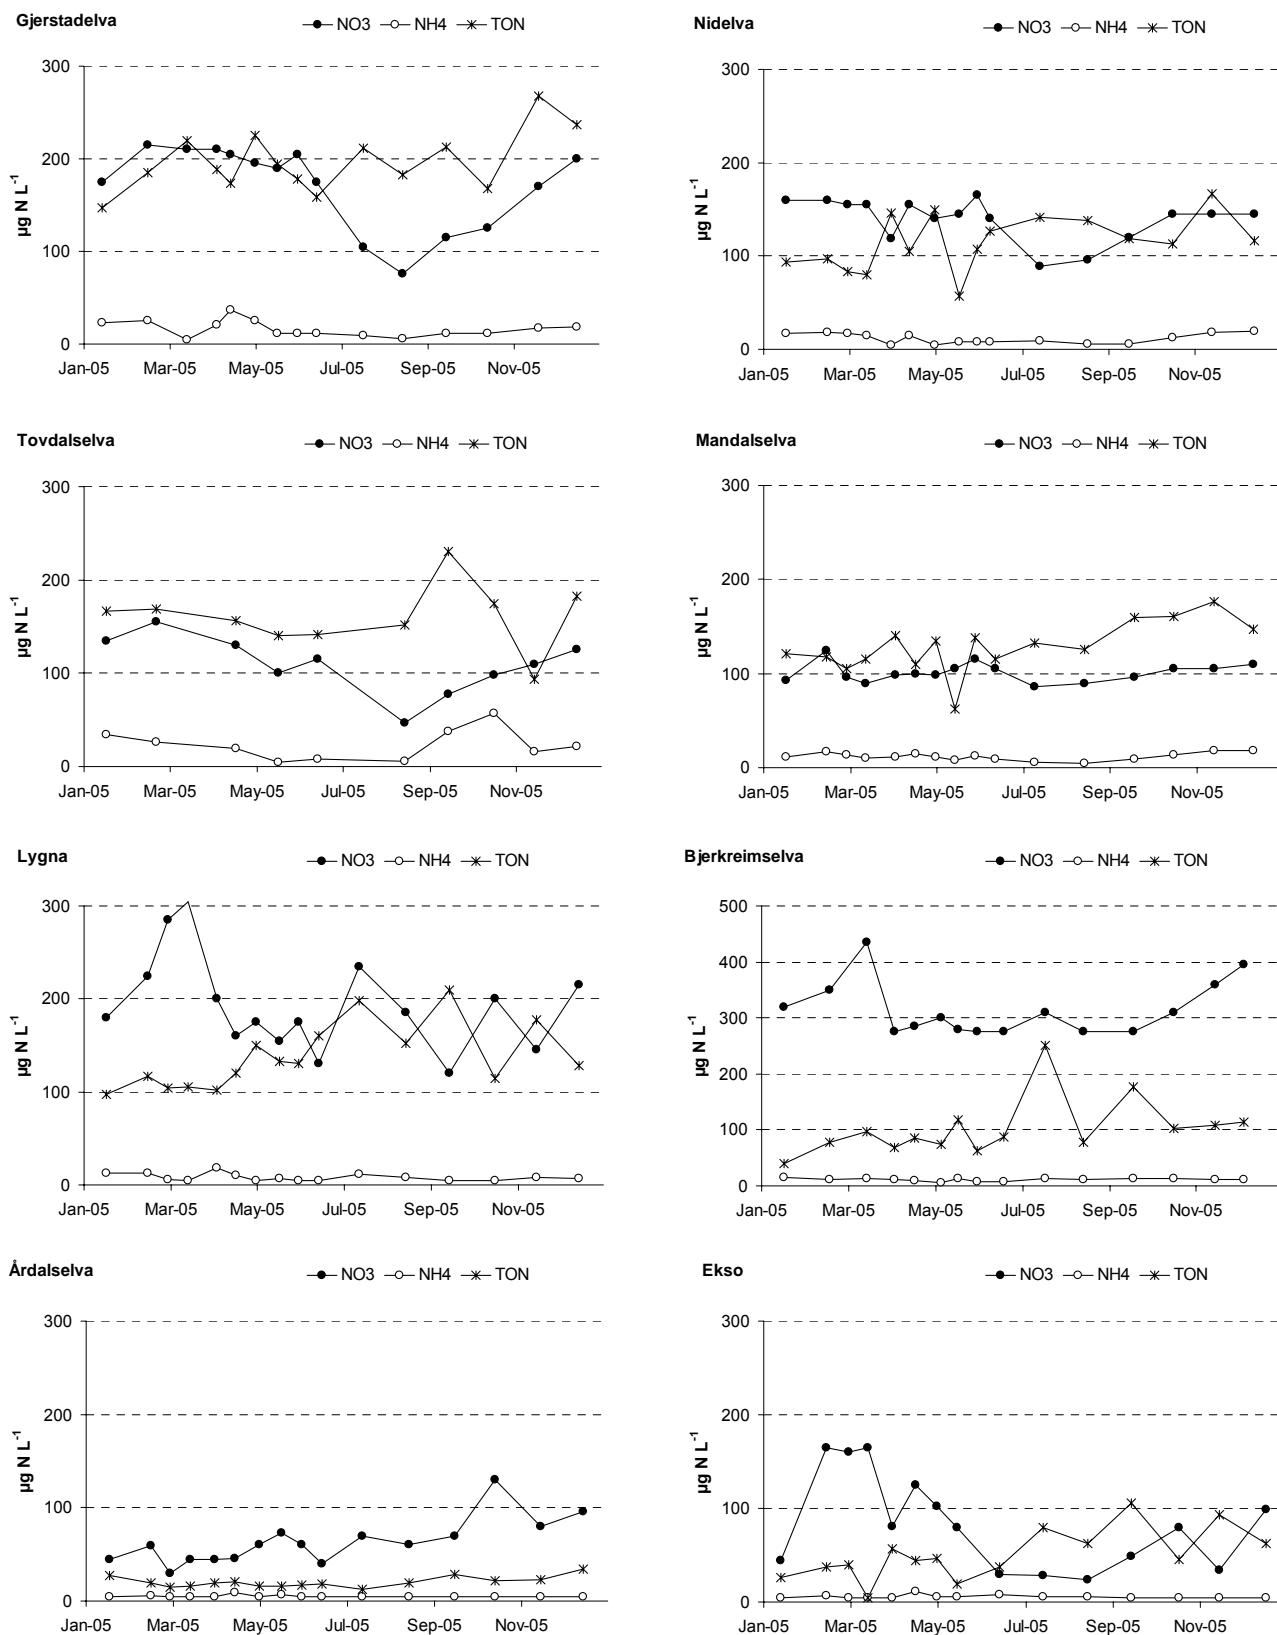 Gjerstadelva
NO3 NH4 TON
300
200
100
0
µg N L-1
Jan-05 Mar-05 May-05 Jul-05 Sep-05 Nov-05
Nidelva
NO3 NH4 TON
300
200
100
0
µg N L-1
Jan-05 Mar-05 May-05 Jul-05 Sep-05 Nov-05
Tovdalselva
NO3 NH4 TON
300
200
100
0
µg N L-1
Jan-05 Mar-05 May-05 Jul-05 Sep-05 Nov-05
Mandalselva
NO3 NH4 TON
300
200
100
0
µg N L-1
Jan-05 Mar-05 May-05 Jul-05 Sep-05 Nov-05
Lygna
NO3 NH4 TON
300
200
100
0
µg N L-1
Jan-05 Mar-05 May-05 Jul-05 Sep-05 Nov-05
Bjerkreimselva
NO3 NH4 TON
500
400
300
200
100
0
µg N L-1
Jan-05 Mar-05 May-05 Jul-05 Sep-05 Nov-05
Årdalselva
NO3 NH4 TON
300
200
100
0
µg N L-1
Jan-05 Mar-05 May-05 Jul-05 Sep-05 Nov-05
Ekso
NO3 NH4 TON
300
200
100
0
µg N L-1
Jan-05 Mar-05 May-05 Jul-05 Sep-05 Nov-05